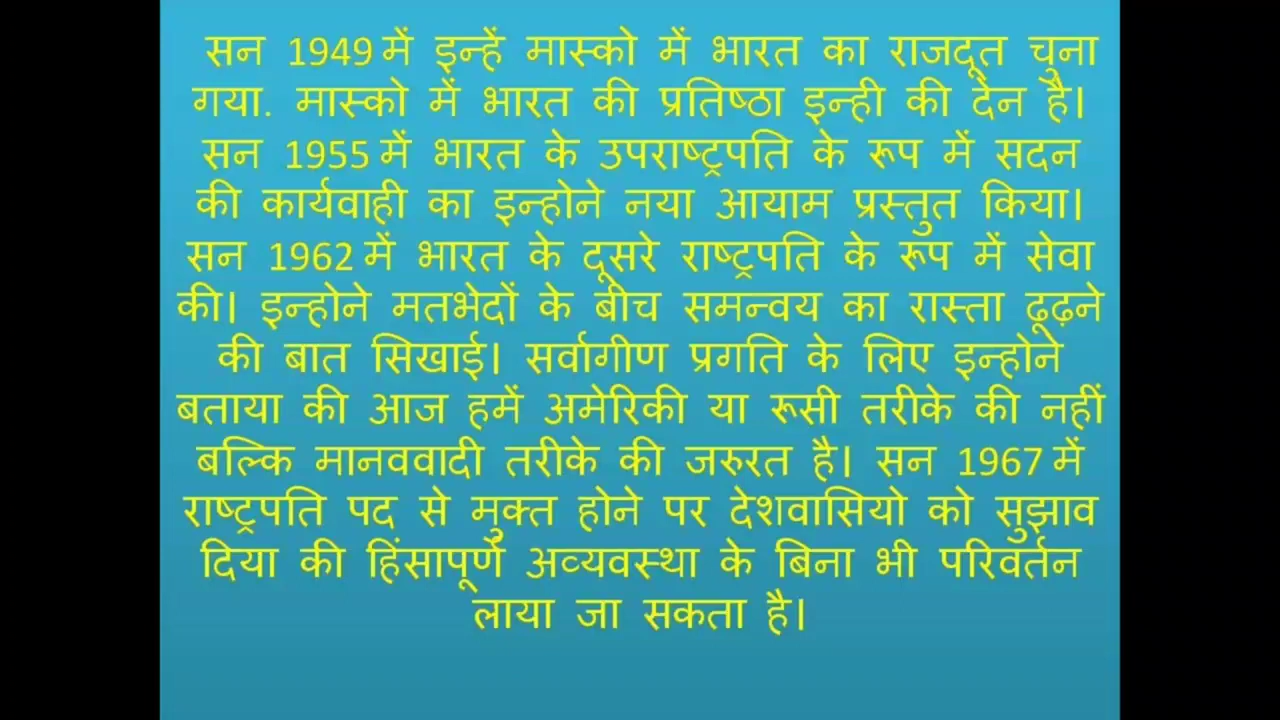 सन 1949 में इन्हें मास्को में भारत का राजदूत चुना
गया. मास्को में भारत की प्रतिष्ठा इन्ही की देन है।
सन 1955 में भारत के उपराष्ट्रपति के रूप में सदन
की कार्यवाही का इन्होने नया आयाम प्रस्तुत किया।
सन 1962 में भारत के दूसरे राष्ट्रपति के रूप में सेवा
की। इन्होने मतभेदों के बीच समन्वय का रास्ता ढूढ़ने
की बात सिखाई। सर्वागीण प्रगति के लिए इन्होने
बताया की आज हमें अमेरिकी या रूसी तरीके की नहीं
बल्कि मानववादी तरीके की जरुरत है। सन 1967 में
राष्ट्रपति पद से मुक्त होने पर देशवासियो को सुझाव
दिया की हिंसापूर्ण अव्यवस्था के बिना भी परिवर्तन
लाया जा सकता है।